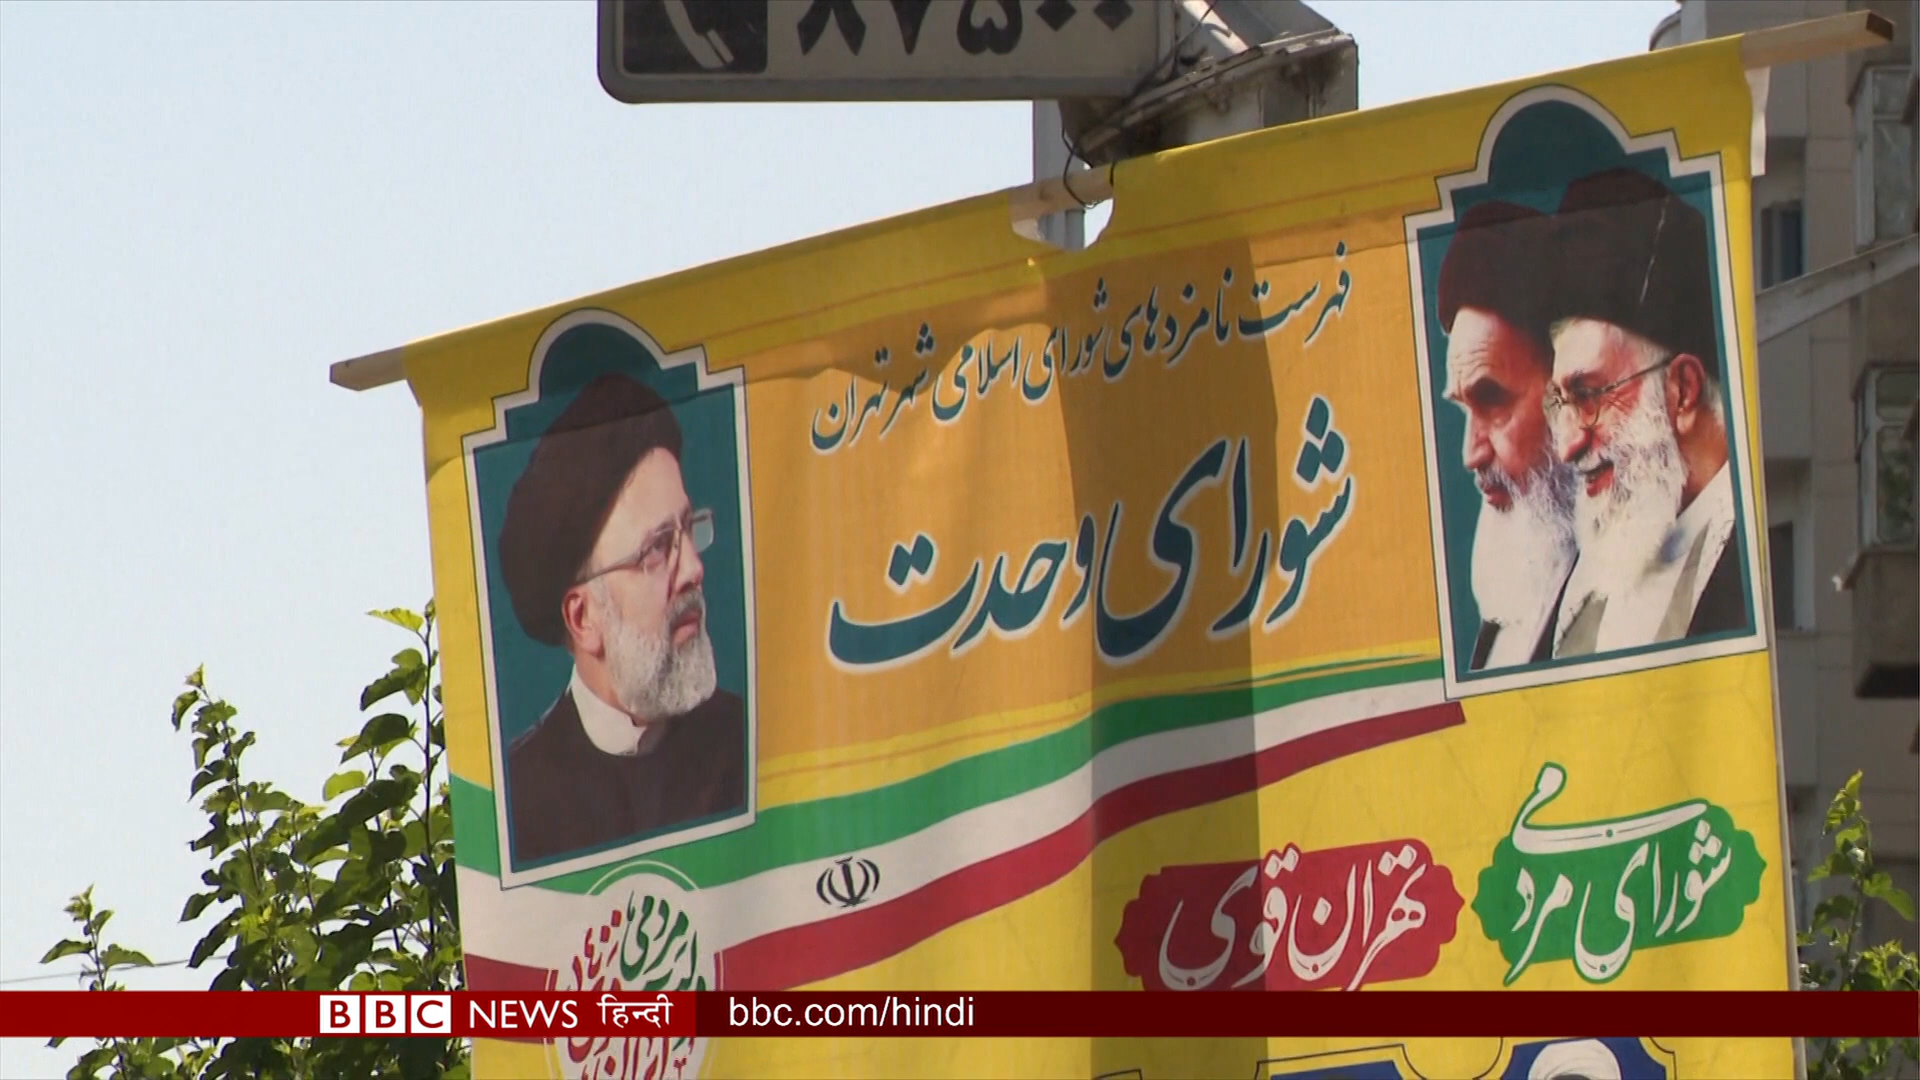 ۸۷۵۰۰
فهرست نامزدهای شورای اسلامی شهر تهران
شورای وحدت
شورای مردمی
تهران قوی
BBC NEWS हिन्दी bbc.com/hindi